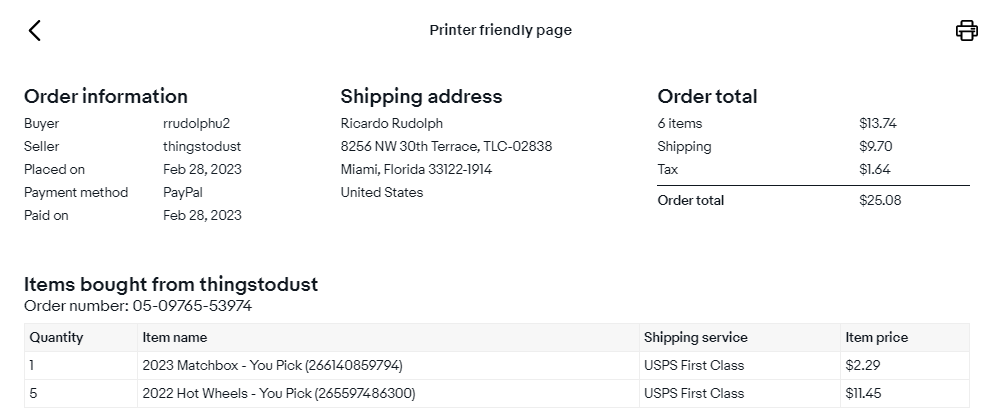 Printer friendly page
Order information
Buyer rrudolphu2
Seller thingstodust
Placed on Feb 28, 2023
Payment method PayPal
Paid on Feb 28, 2023
Shipping address
Ricardo Rudolph
8256 NW 30th Terrace, TLC-02838
Miami, Florida 33122-1914
United States
Order total
6 items $13.74
Shipping $9.70
Tax $1.64
Order total $25.08
Items bought from thingstodust
Order number: 05-09765-53974
Quantity Item name Shipping service Item price
1 2023 Matchbox - You Pick (266140859794) USPS First Class $2.29
5 2022 Hot Wheels - You Pick (265597486300) USPS First Class $11.45